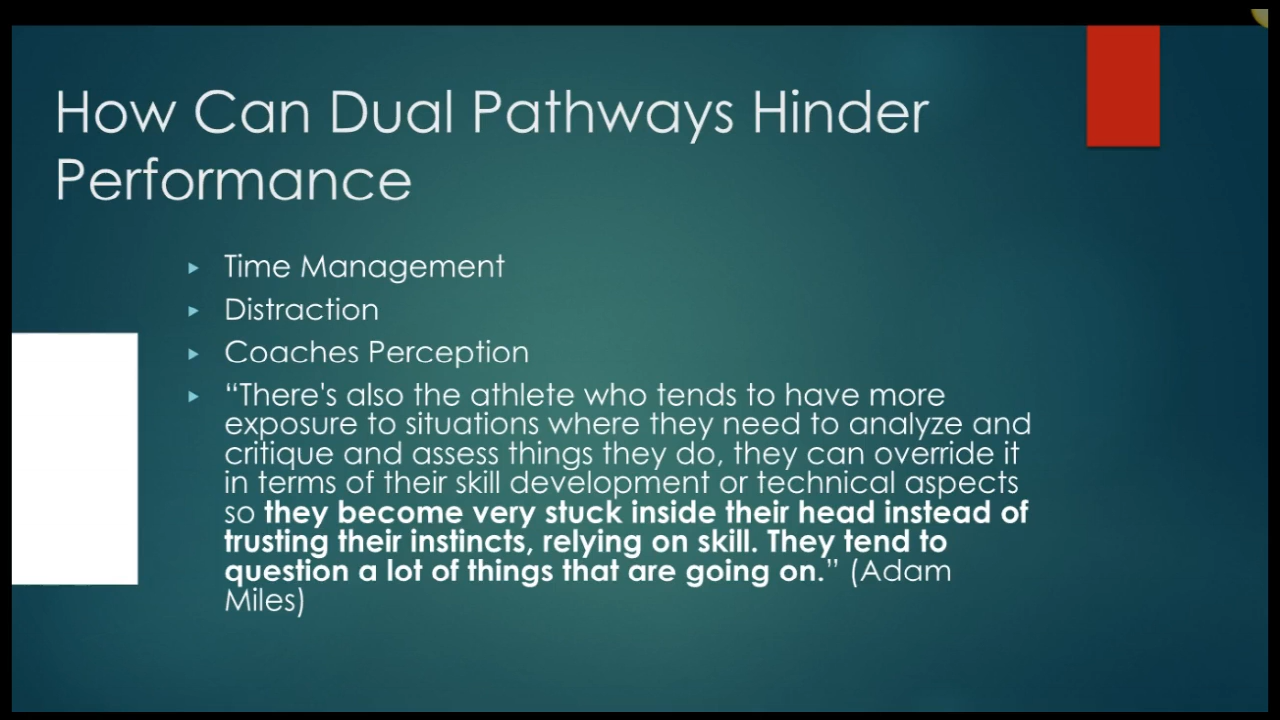 How Can Dual Pathways Hinder
Performance
Time Management
Distraction
Coaches Perception
“There's also the athlete who tends to have more
exposure to situations where they need to analyze and
critique and assess things they do, they can override it
in terms of their skill development or technical aspects
so they become very stuck inside their head instead of
trusting their instincts, relying on skill. They tend to
question a lot of things that are going on.” (Adam
Miles)